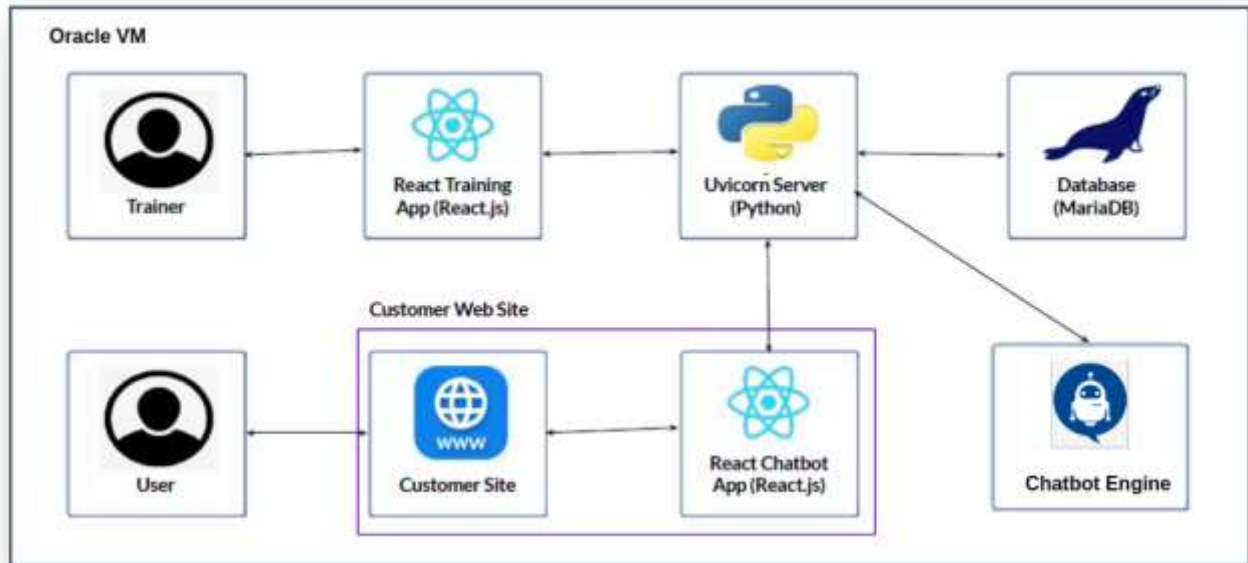 Oracle VM
Trainer
React Training
App (React.js)
Uvicorn Server
(Python)
Database
(MariaDB)
Customer Web Site
User
WWW
Customer Site
React Chatbot
App (React.js)
Chatbot Engine